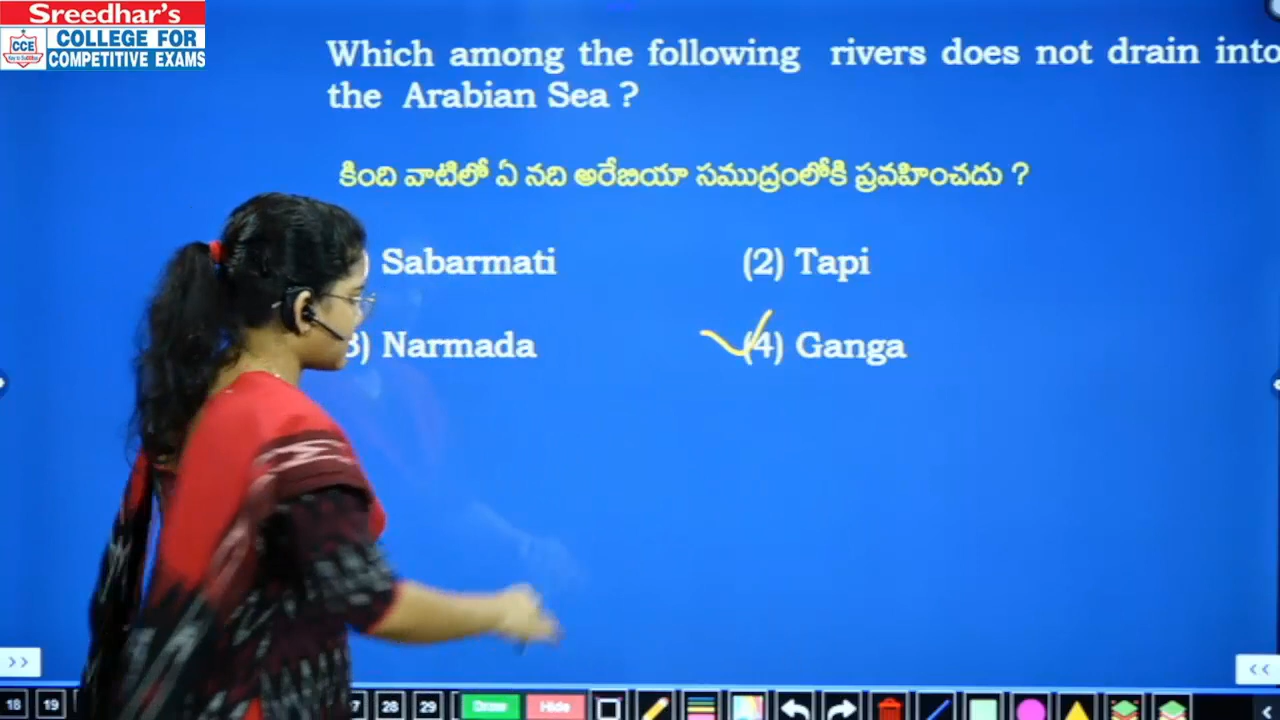 Sreedhar's
CCE
COLLEGE FOR
COMPETITIVE EXAMS
Which among the following rivers does not drain into
the Arabian Sea ?
కింది వాటిలో ఏ నది అరేబియా సముద్రంలోకి ప్రవహించదు ?
) Sabarmati (2) Tapi
3) Narmada (4) Ganga
>> <<
18 19 28 29 Draw Hide <